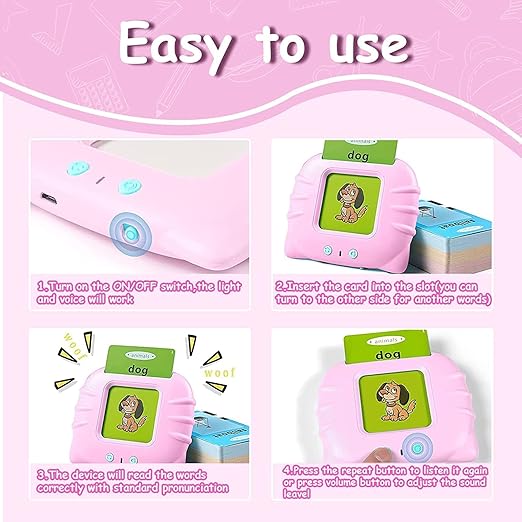 Easy to use
animals
dog
1.Turn on the ON/OFF switch,the light
and voice will work
2.Insert the card into the slot(you can
turn to the other side for another words)
woof
woof
animals
dog
animals
dog
3.The device will read the words
correctly with standard pronunciation
4.Press the repeat button to listen it again
or press volume button to adjust the sound
leavel